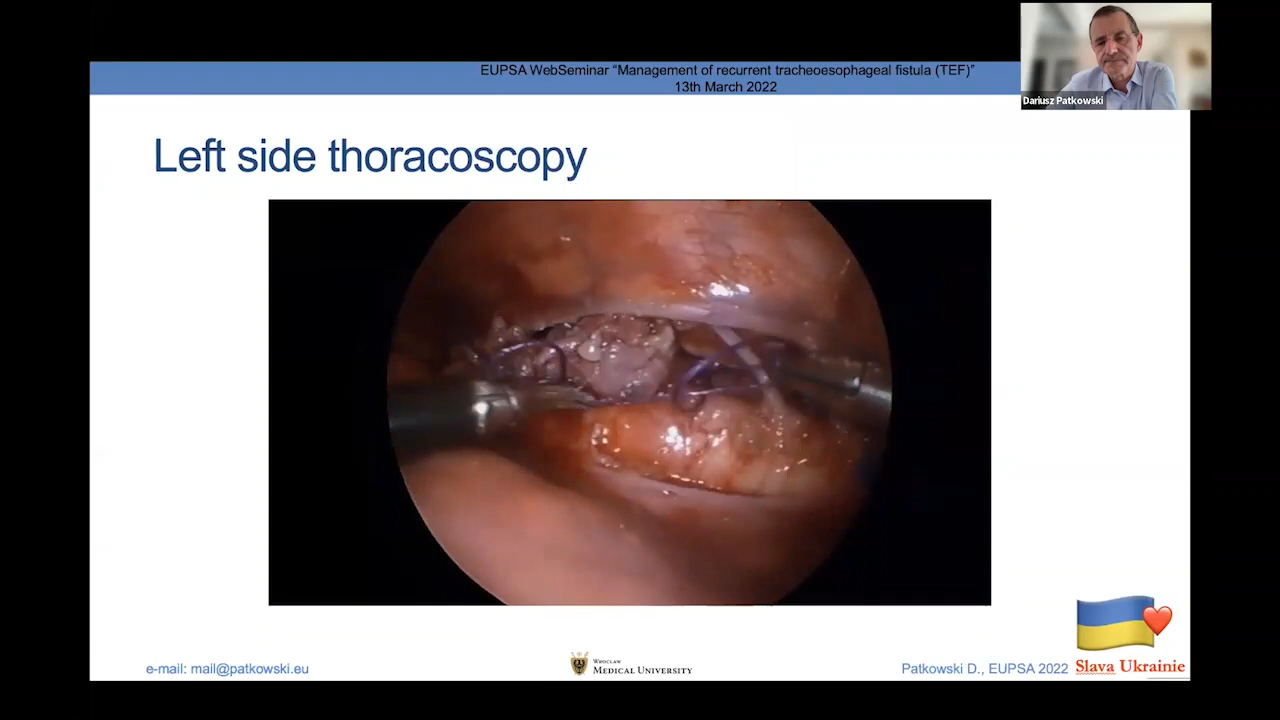 EUPSA WebSeminar “Management of recurrent tracheoesophageal fistula (TEF)”
13th March 2022
Dariusz Patkowski
Left side thoracoscopy
e-mail: mail@patkowski.eu
WROCLAW
MEDICAL UNIVERSITY
Patkowski D., EUPSA 2022
Slava Ukrainie